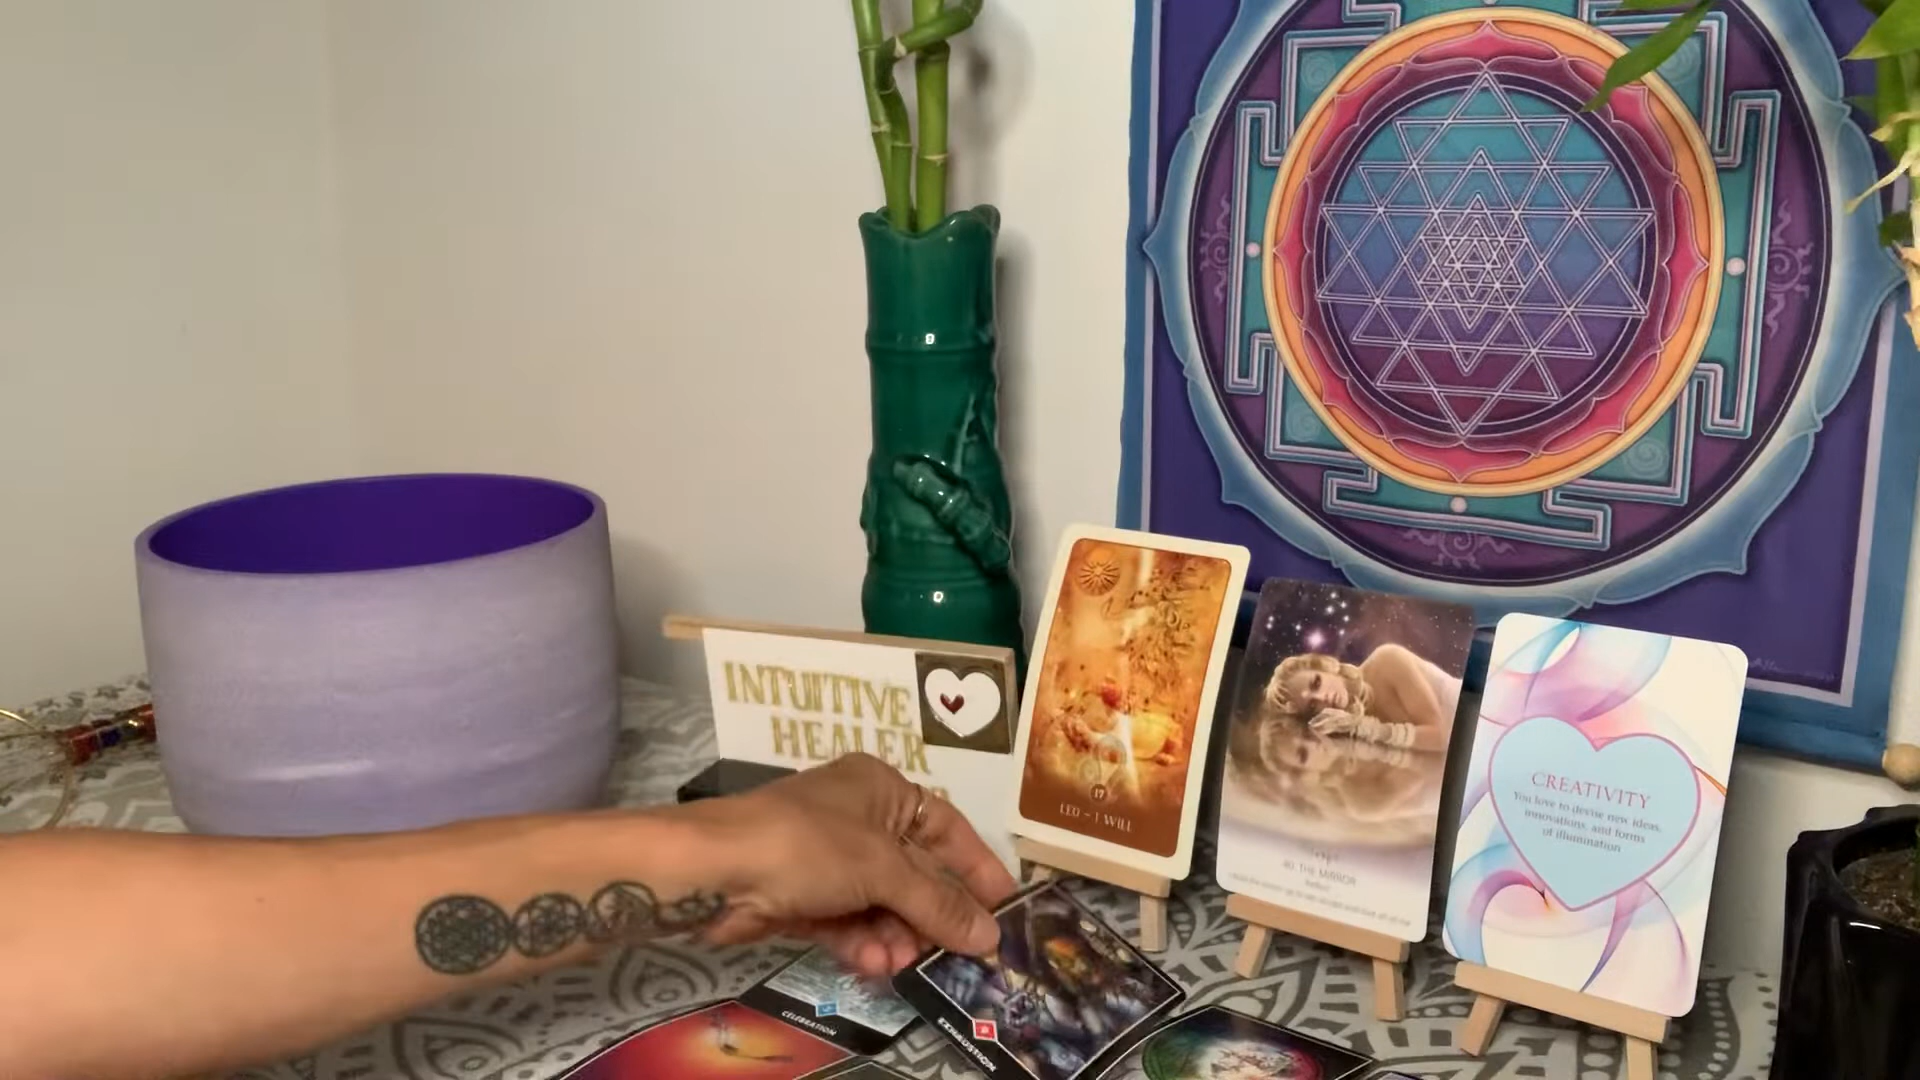 INTUITIVE
HEALER
17
LEO ~ I WILL
40. THE MIRROR
CREATIVITY
You love to devise new ideas,
innovations, and forms
of illumination
CELEBRATION
EXHAUSTION